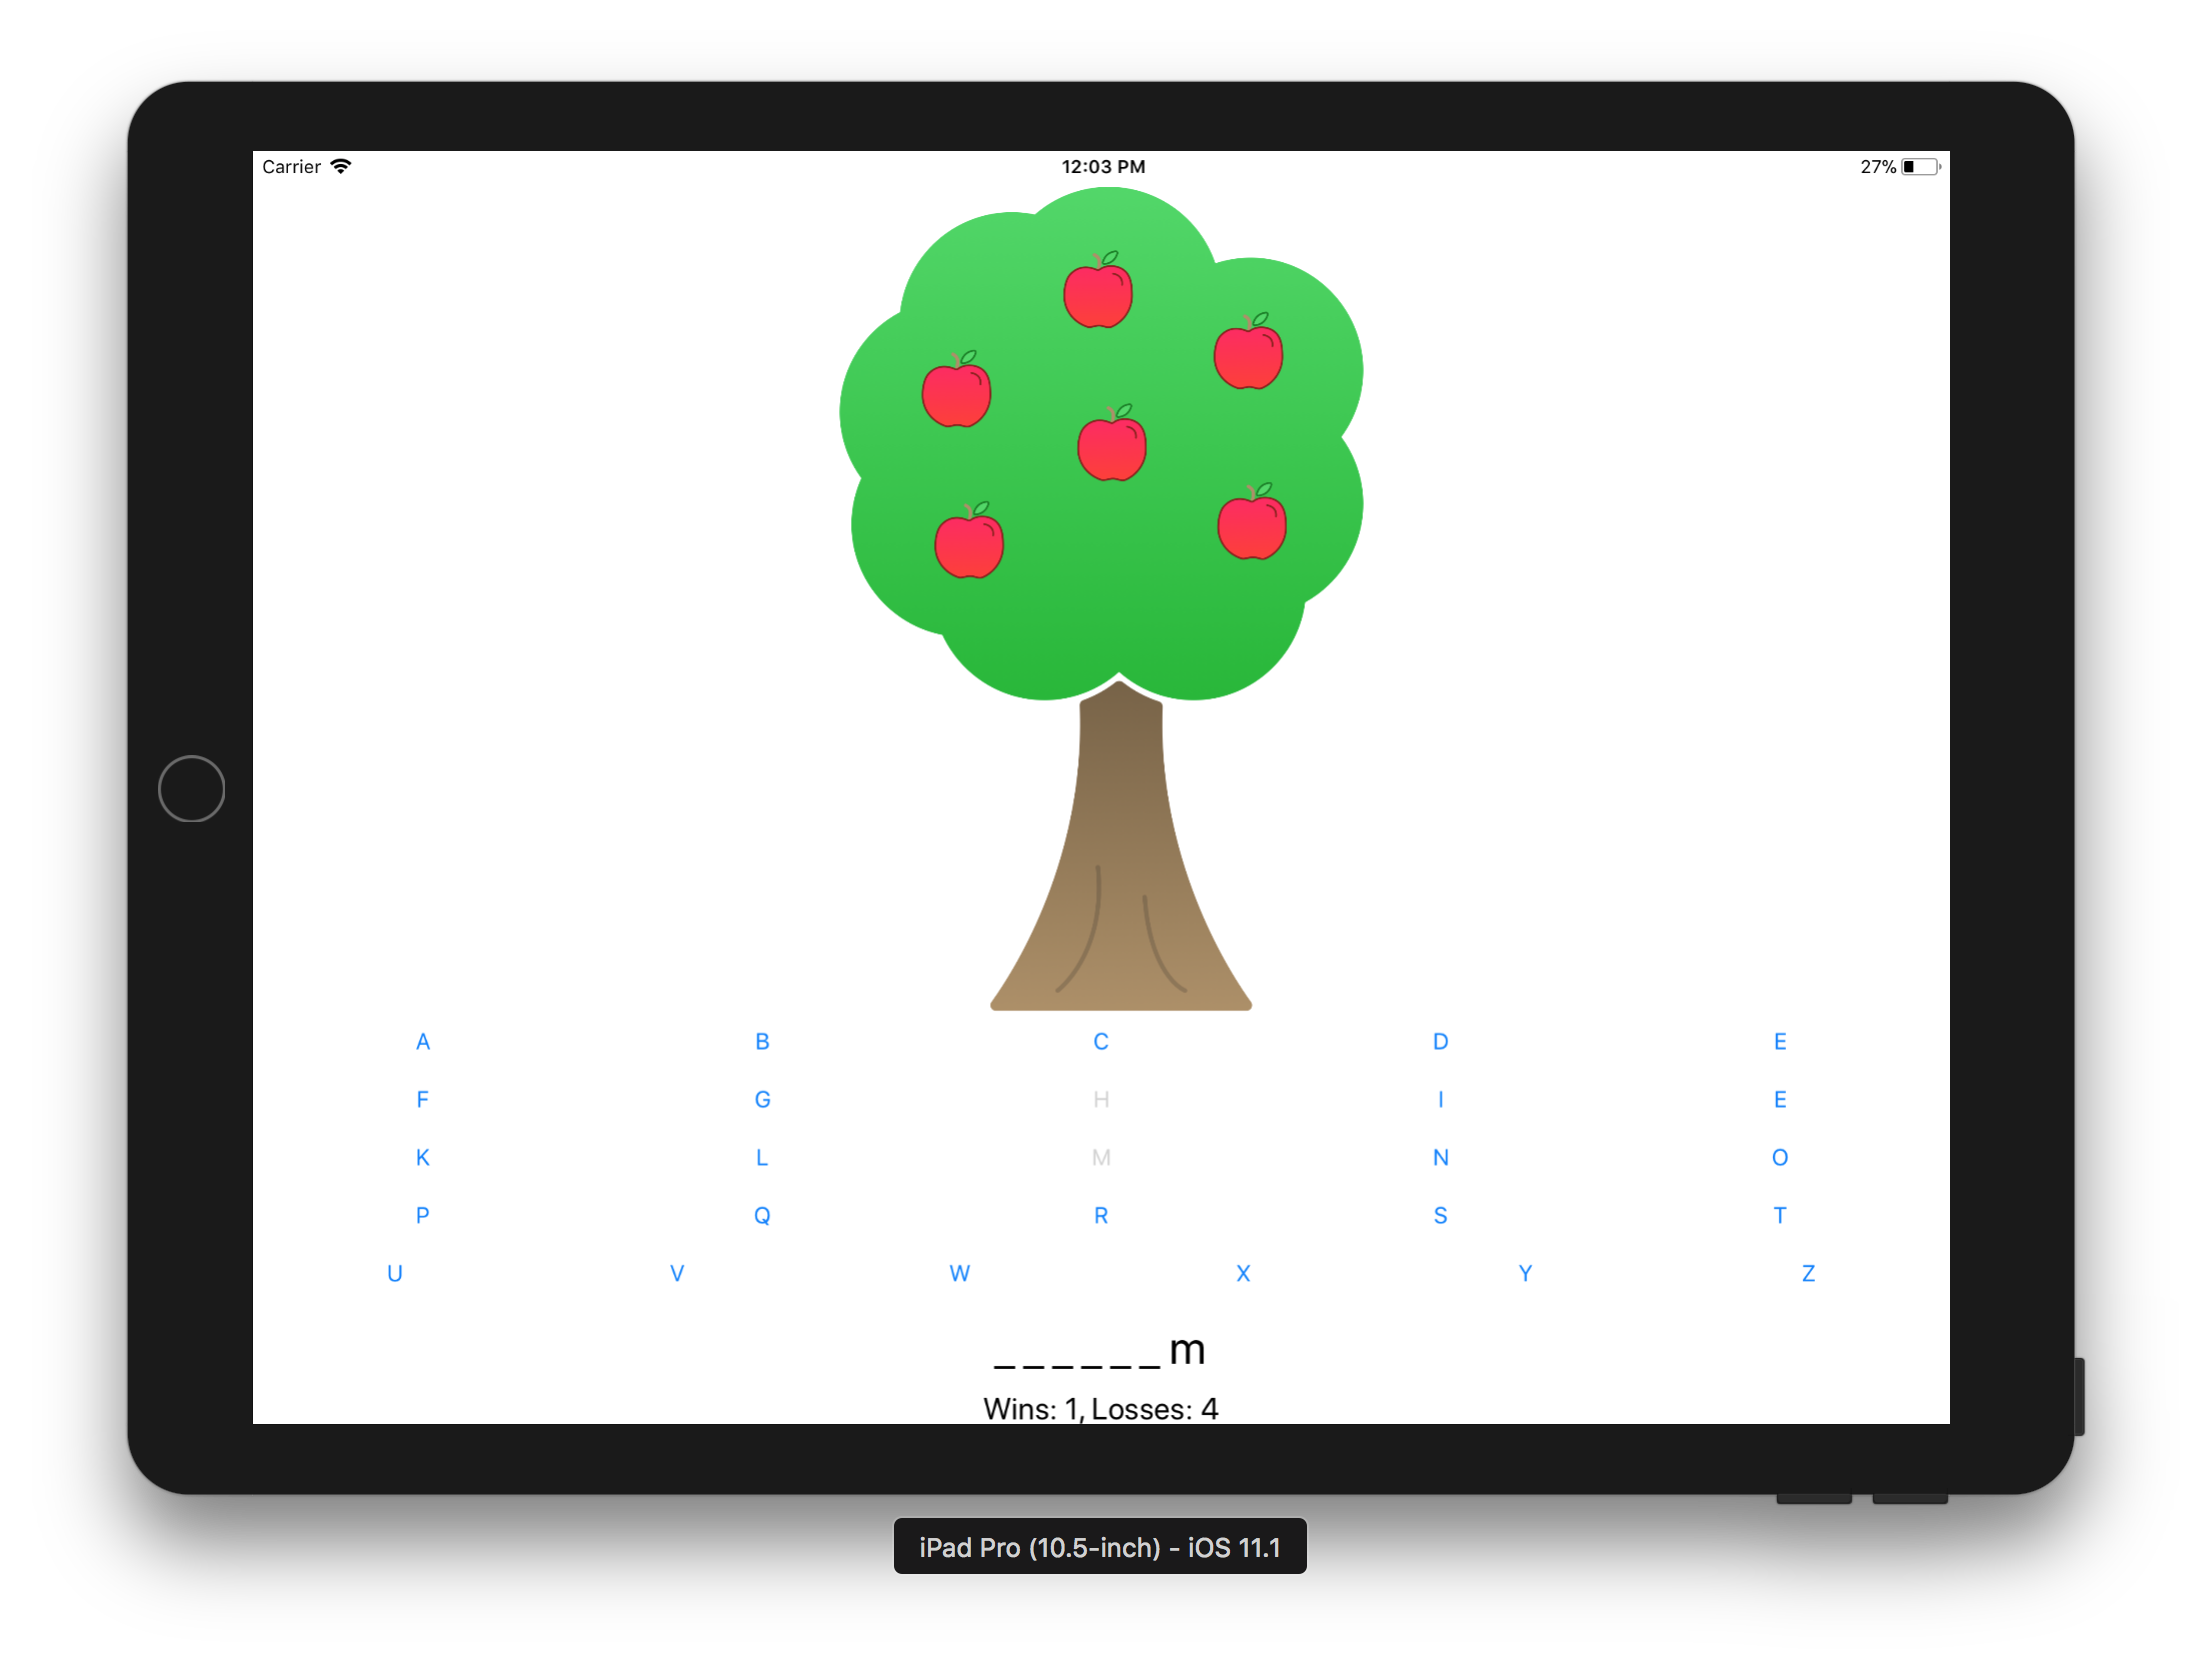 Carrier 12:03 PM 27%
A B C D E
F G H I E
K L M N O
P Q R S T
U V W X Y Z
_ _ _ _ _ _ m
Wins: 1, Losses: 4
iPad Pro (10.5-inch) - iOS 11.1